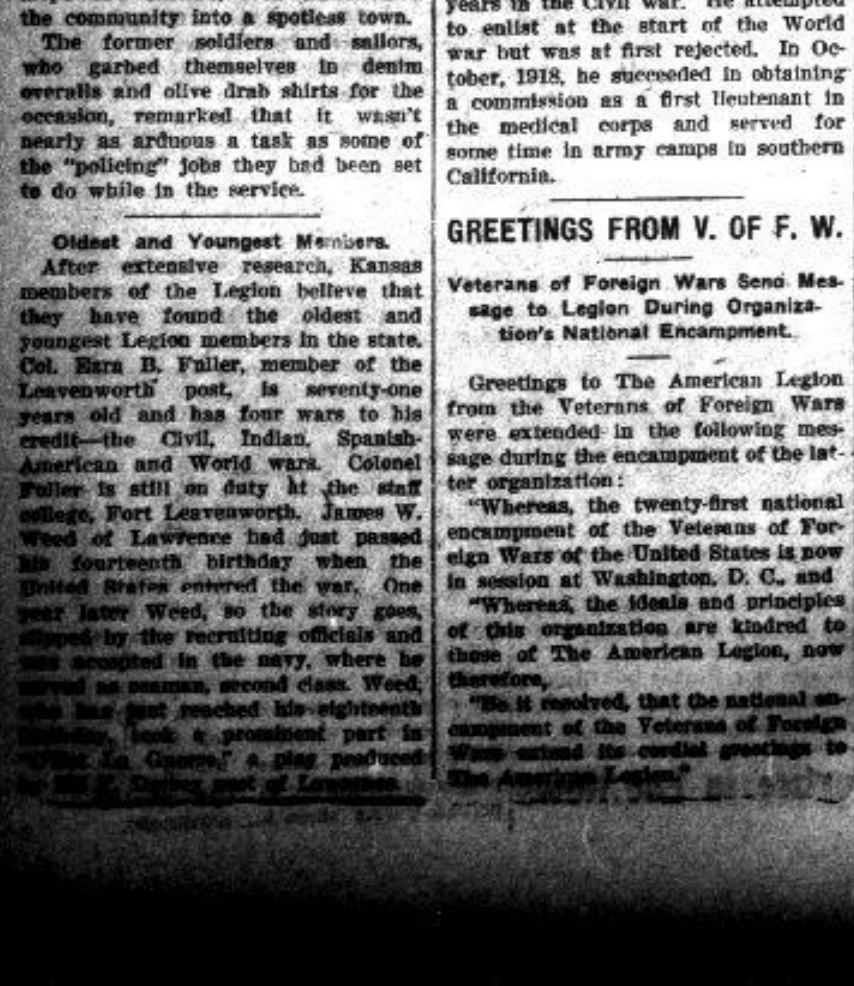 the community into a spotless town.
The former soldiers and sailors,
who garbed themselves in denim
overalls and olive drab shirts for the
occasion, remarked that it wasn't
nearly as arduous a task as some of
the "policing" jobs they had been set
to do while in the service.
Oldest and Youngest Members.
After extensive research, Kansas
members of the Legion believe that
they have found the oldest and
youngest Legion members in the state.
Col. Ezra B. Fuller, member of the
Leavenworth post, is seventy-one
years old and has four wars to his
credit—the Civil, Indian, Spanish-
American and World wars. Colonel
Fuller is still on duty at the staff
college, Fort Leavenworth. James W.
Weed of Lawrence had just passed
his fourteenth birthday when the
United States entered the war. One
year later Weed, so the story goes,
slipped by the recruiting officials and
was accepted in the navy, where he
served as seaman, second class. Weed,
who has just reached his eighteenth
birthday, took a prominent part in
La Guerre," a play produced
post of Lawrence.
years in the Civil war. He attempted
to enlist at the start of the World
war but was at first rejected. In Oc-
tober, 1918, he succeeded in obtaining
a commission as a first lieutenant in
the medical corps and served for
some time in army camps in southern
California.
GREETINGS FROM V. OF F. W.
Veterans of Foreign Wars Send Mes-
sage to Legion During Organiza-
tion's National Encampment.
Greetings to The American Legion
from the Veterans of Foreign Wars
were extended in the following mes-
sage during the encampment of the lat-
ter organization:
"Whereas, the twenty-first national
encampment of the Veterans of For-
eign Wars of the United States is now
in session at Washington, D. C., and
"Whereas, the ideals and principles
of this organization are kindred to
those of The American Legion, now
therefore,
"Be it resolved, that the national en-
campment of the Veterans of Foreign
Wars extend its cordial greetings to
The American Legion."